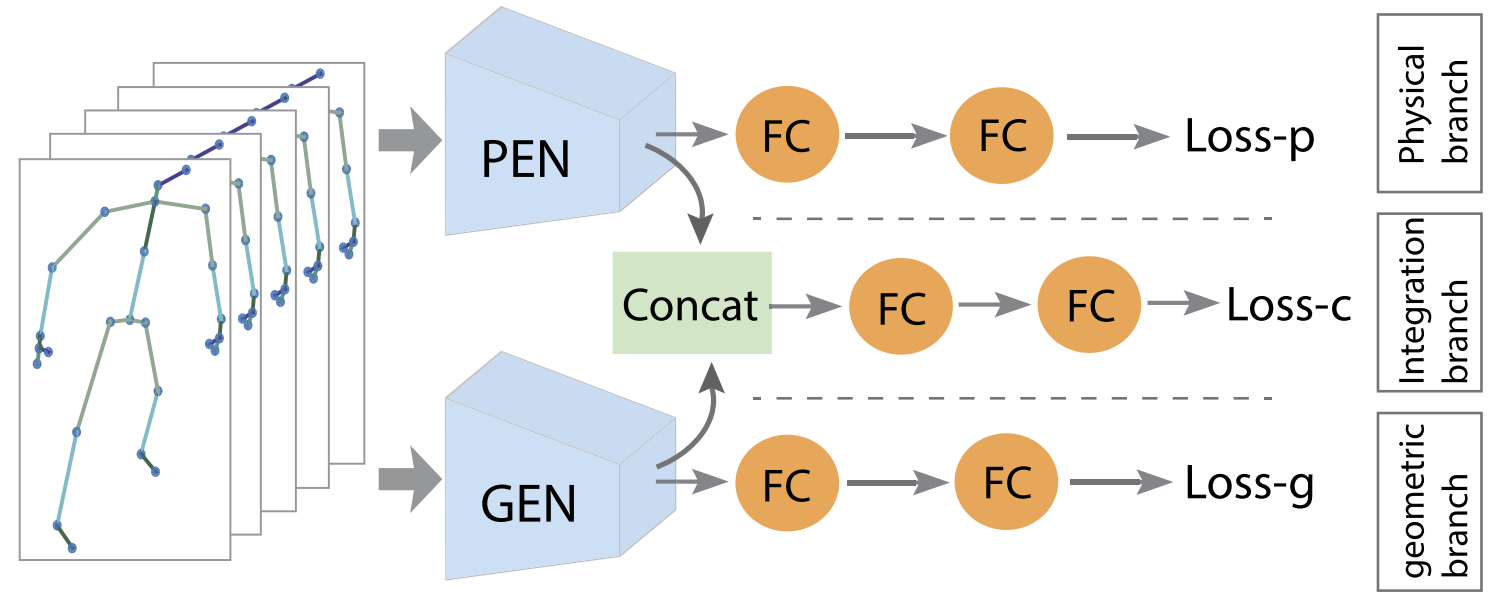 PEN
FC
FC
Loss-p
Physical
branch
Concat
FC
FC
Loss-c
Integration
branch
GEN
FC
FC
Loss-g
geometric
branch